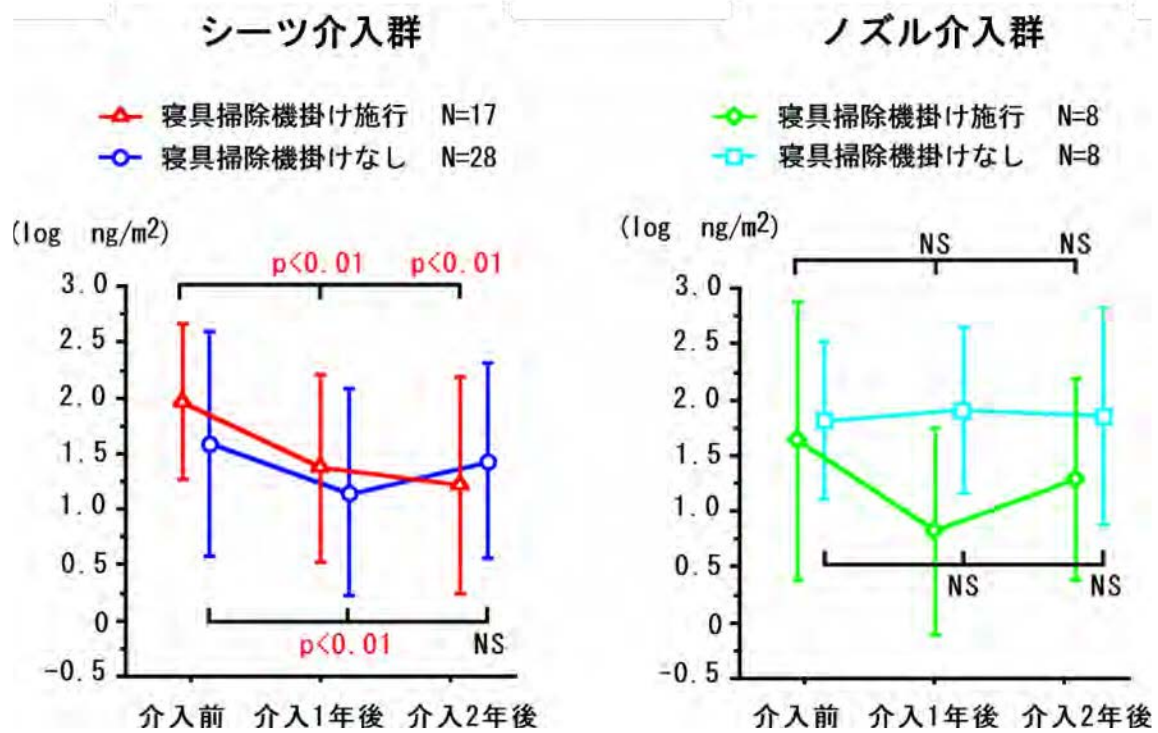 シーツ介入群
寝具掃除機掛け施行 N=17
寝具掃除機掛けなし N=28
(log ng/m2)
p<0.01 p<0.01
3.0
2.5
2.0
1.5
1.0
0.5
0
-0.5
p<0.01 NS
介入前 介入1年後 介入2年後
ノズル介入群
寝具掃除機掛け施行 N=8
寝具掃除機掛けなし N=8
(log ng/m2)
NS NS
3.0
2.5
2.0
1.5
1.0
0.5
0
-0.5
NS NS
介入前 介入1年後 介入2年後